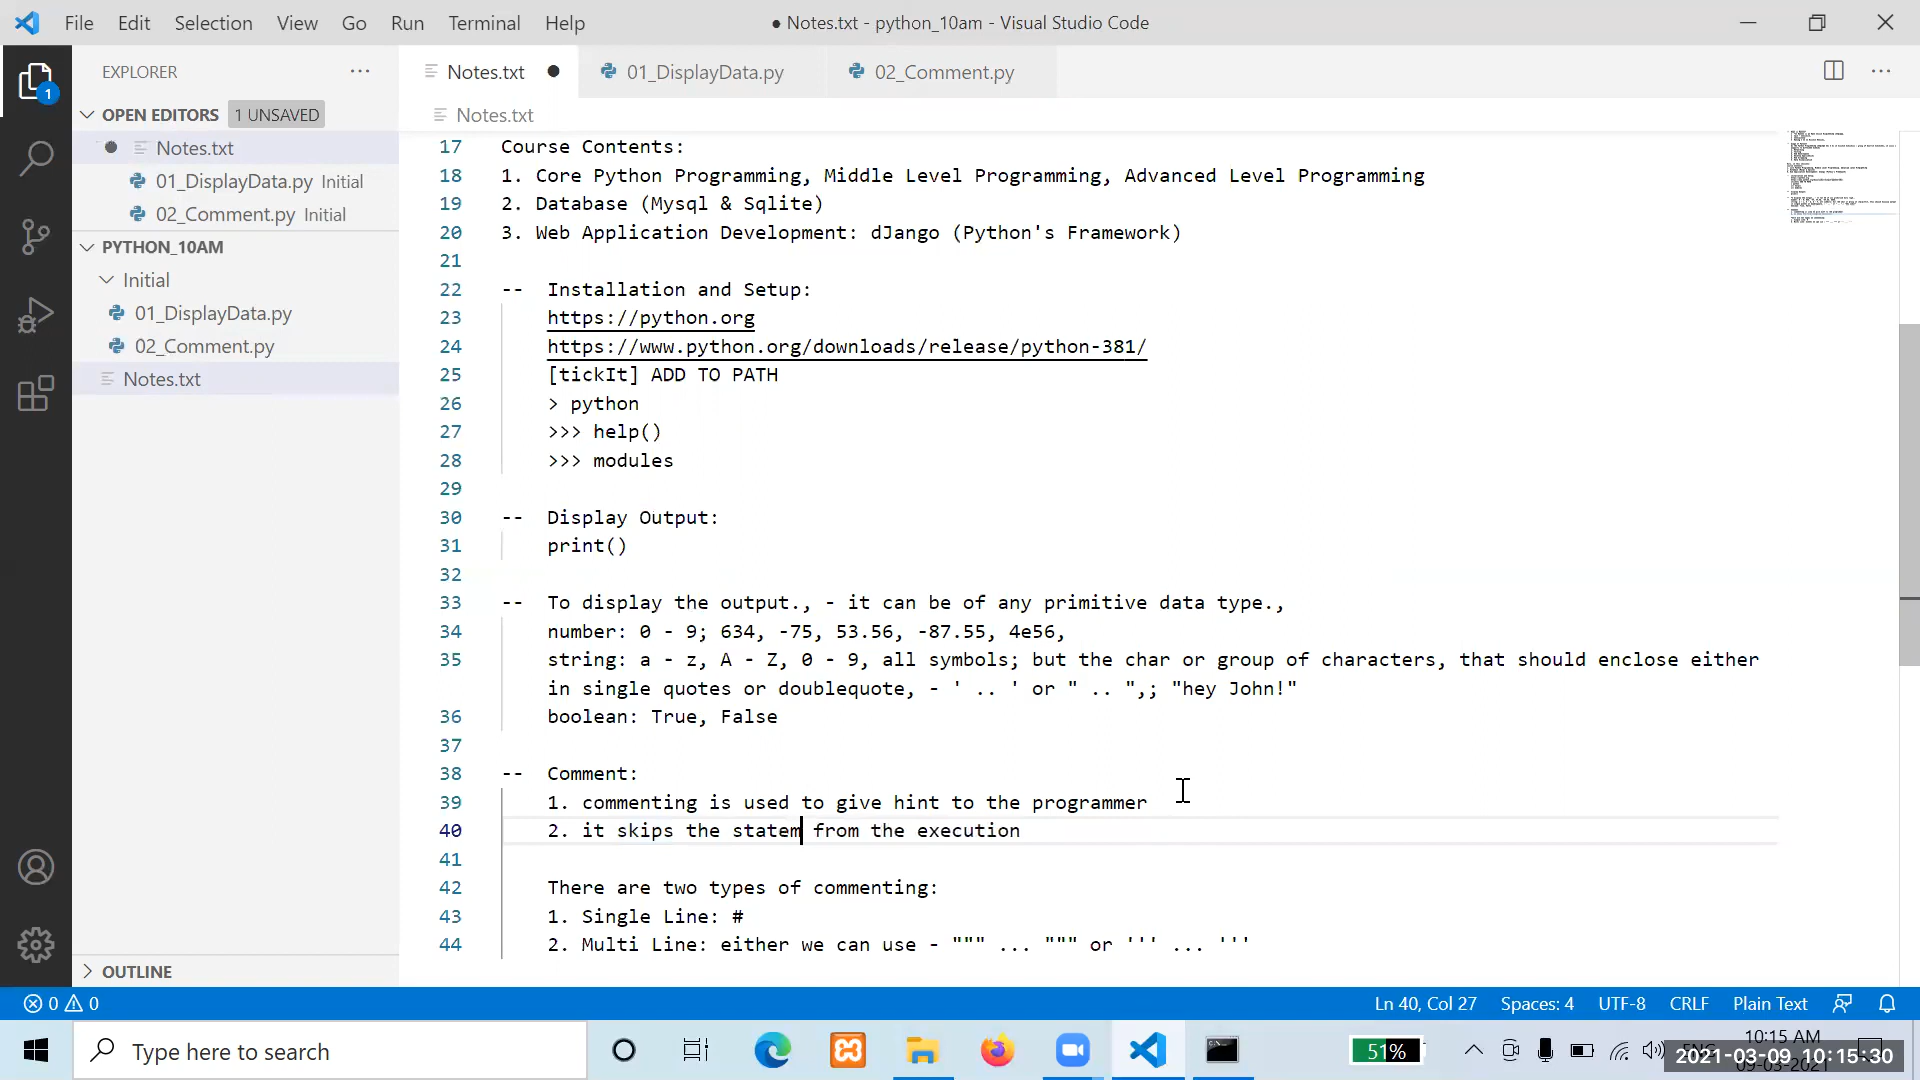 File Edit Selection View Go Run Terminal Help
● Notes.txt - python_10am - Visual Studio Code
EXPLORER
Notes.txt
01_DisplayData.py
02_Comment.py
1
OPEN EDITORS 1 UNSAVED
Notes.txt
01_DisplayData.py Initial
02_Comment.py Initial
PYTHON_10AM
Initial
01_DisplayData.py
02_Comment.py
Notes.txt
OUTLINE
Notes.txt
17 Course Contents:
18 1. Core Python Programming, Middle Level Programming, Advanced Level Programming
19 2. Database (Mysql & Sqlite)
20 3. Web Application Development: dJango (Python's Framework)
21
22 -- Installation and Setup:
23 https://python.org
24 https://www.python.org/downloads/release/python-381/
25 [tickIt] ADD TO PATH
26 > python
27 >>> help()
28 >>> modules
29
30 -- Display Output:
31 print()
32
33 -- To display the output., - it can be of any primitive data type.,
34 number: 0 - 9; 634, -75, 53.56, -87.55, 4e56,
35 string: a - z, A - Z, 0 - 9, all symbols; but the char or group of characters, that should enclose either
in single quotes or doublequote, - ' .. ' or " .. ",; "hey John!"
36 boolean: True, False
37
38 -- Comment:
39 1. commenting is used to give hint to the programmer
40 2. it skips the statem from the execution
41
42 There are two types of commenting:
43 1. Single Line: #
44 2. Multi Line: either we can use - """ ... """ or ''' ... '''
0 0
Ln 40, Col 27 Spaces: 4 UTF-8 CRLF Plain Text
Type here to search
51%
10:15 AM
2021-03-09 10:15:30